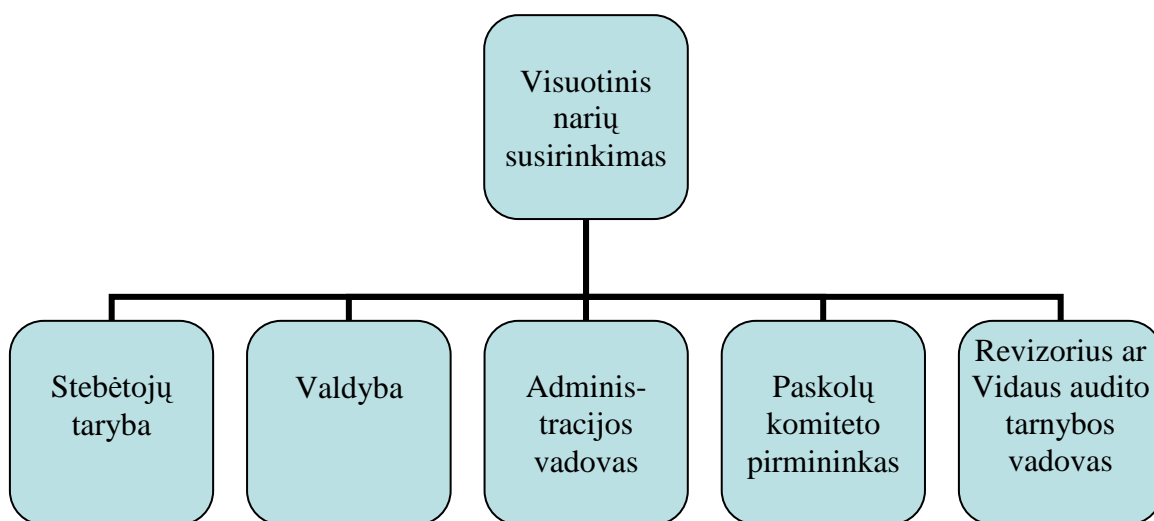 Visuotinis
narių
susirinkimas
Stebėtojų
taryba
Valdyba
Adminis-
tracijos
vadovas
Paskolų
komiteto
pirmininkas
Revizorius ar
Vidaus audito
tarnybos
vadovas